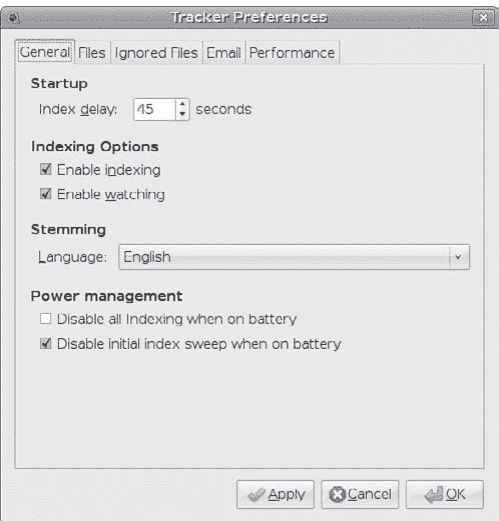 Tracker Preferences
General Files Ignored Files Email Performance
Startup
Index delay: 45 seconds
Indexing Options
Enable indexing
Enable watching
Stemming
Language: English
Power management
Disable all Indexing when on battery
Disable initial index sweep when on battery
Apply Cancel OK